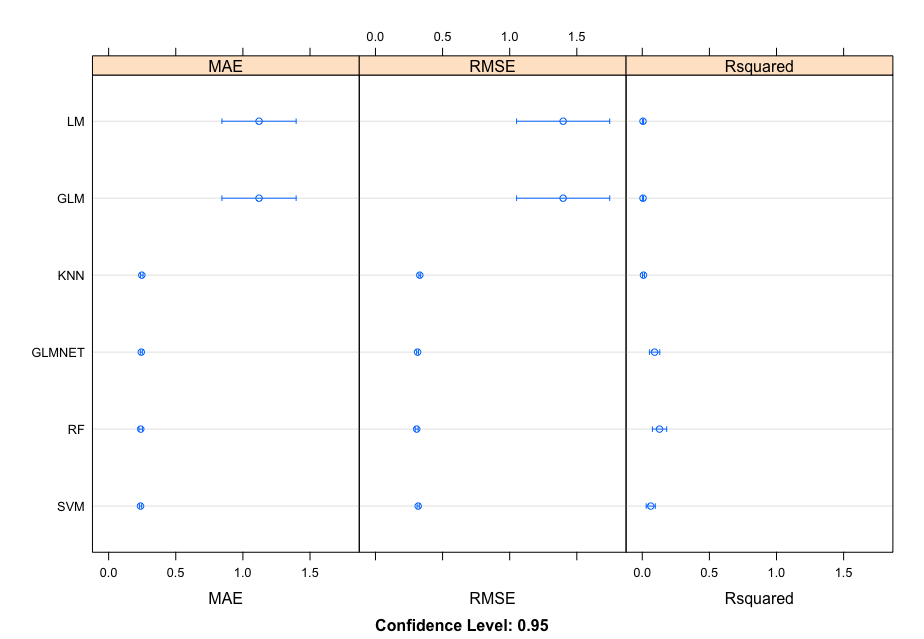 0.0 0.5 1.0 1.5
MAE RMSE Rsquared
LM
GLM
KNN
GLMNET
RF
SVM
0.0 0.5 1.0 1.5 0.0 0.5 1.0 1.5
MAE RMSE Rsquared
Confidence Level: 0.95